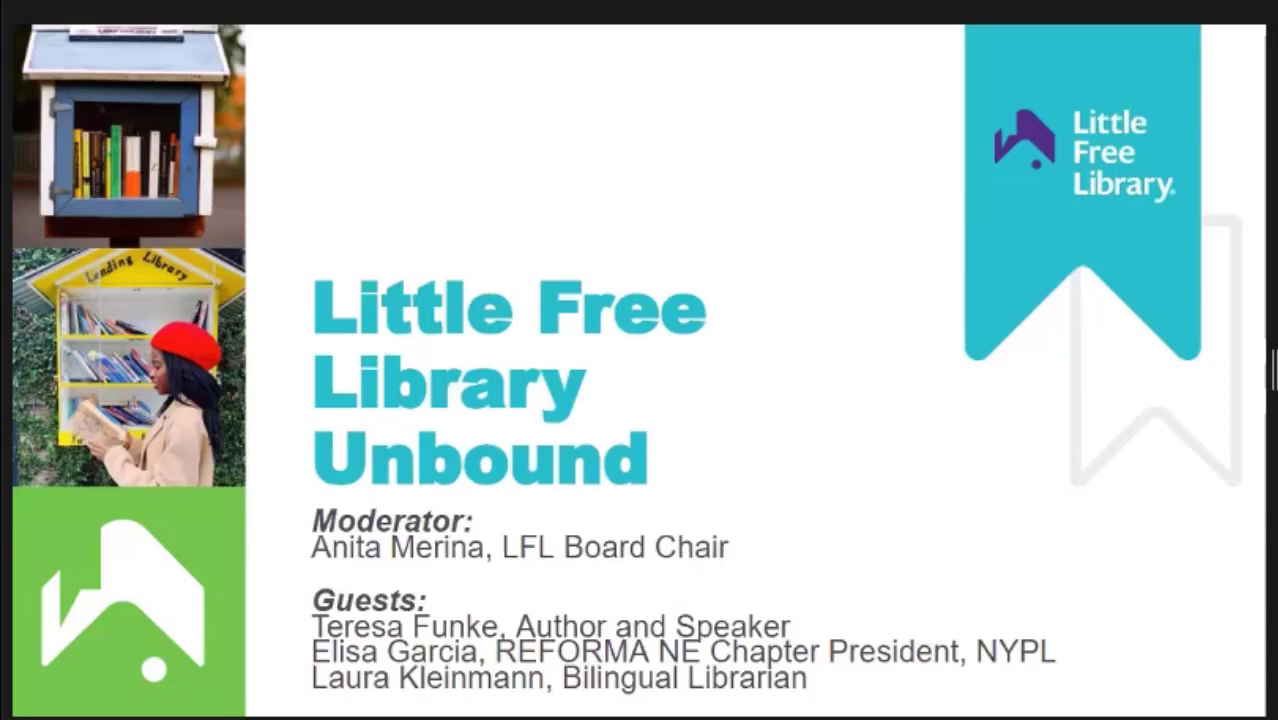 Lending Library
Little
Free
Library.
Little Free
Library
Unbound
Moderator:
Anita Merina, LFL Board Chair
Guests:
Teresa Funke, Author and Speaker
Elisa Garcia, REFORMA NE Chapter President, NYPL
Laura Kleinmann, Bilingual Librarian